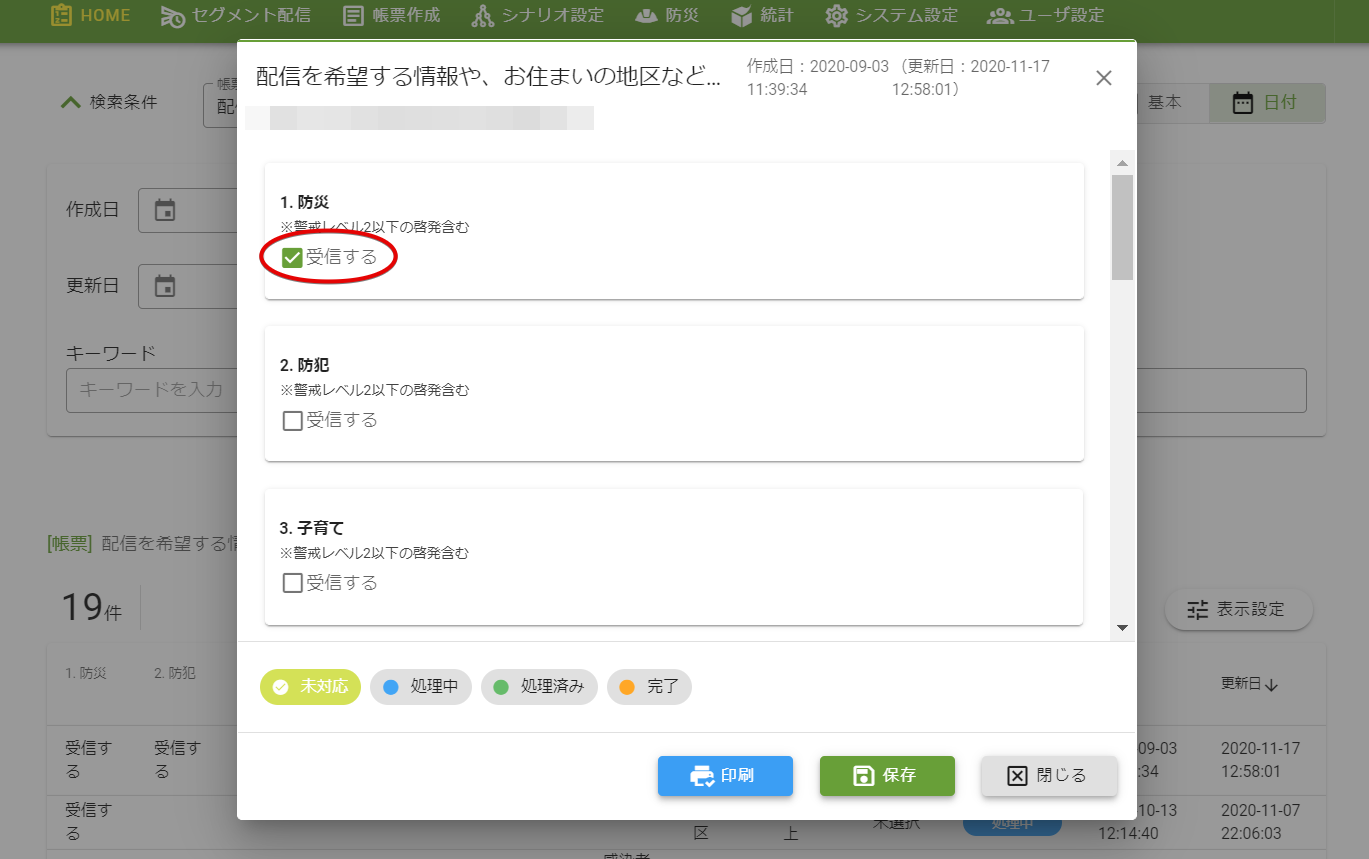 HOME
セグメント配信
帳票作成
シナリオ設定
防災
統計
システム設定
ユーザ設定
配信を希望する情報や、お住まいの地区など...
作成日：2020-09-03
11:39:34
（更新日：2020-11-17
12:58:01）
検索条件
基本
日付
作成日
更新日
キーワード
キーワードを入力
1. 防災
※警戒レベル2以下の啓発含む
受信する
2. 防犯
※警戒レベル2以下の啓発含む
受信する
3. 子育て
※警戒レベル2以下の啓発含む
受信する
[帳票] 配信を希望する
19件
表示設定
未対応
処理中
処理済み
完了
印刷
保存
閉じる
1. 防災
2. 防犯
更新日
受信す
る
受信す
る
09-03
:34
2020-11-17
12:58:01
受信す
る
区
上
未選択
処理中
10-13
12:14:40
2020-11-07
22:06:03